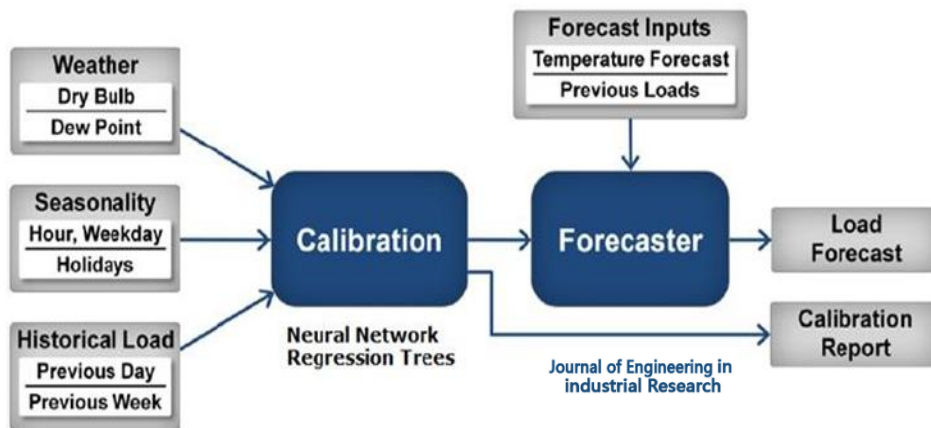 Weather
Dry Bulb
Dew Point
Seasonality
Hour, Weekday
Holidays
Historical Load
Previous Day
Previous Week
Calibration
Neural Network
Regression Trees
Forecast Inputs
Temperature Forecast
Previous Loads
Forecaster
Load
Forecast
Calibration
Report
Journal of Engineering in
industrial Research